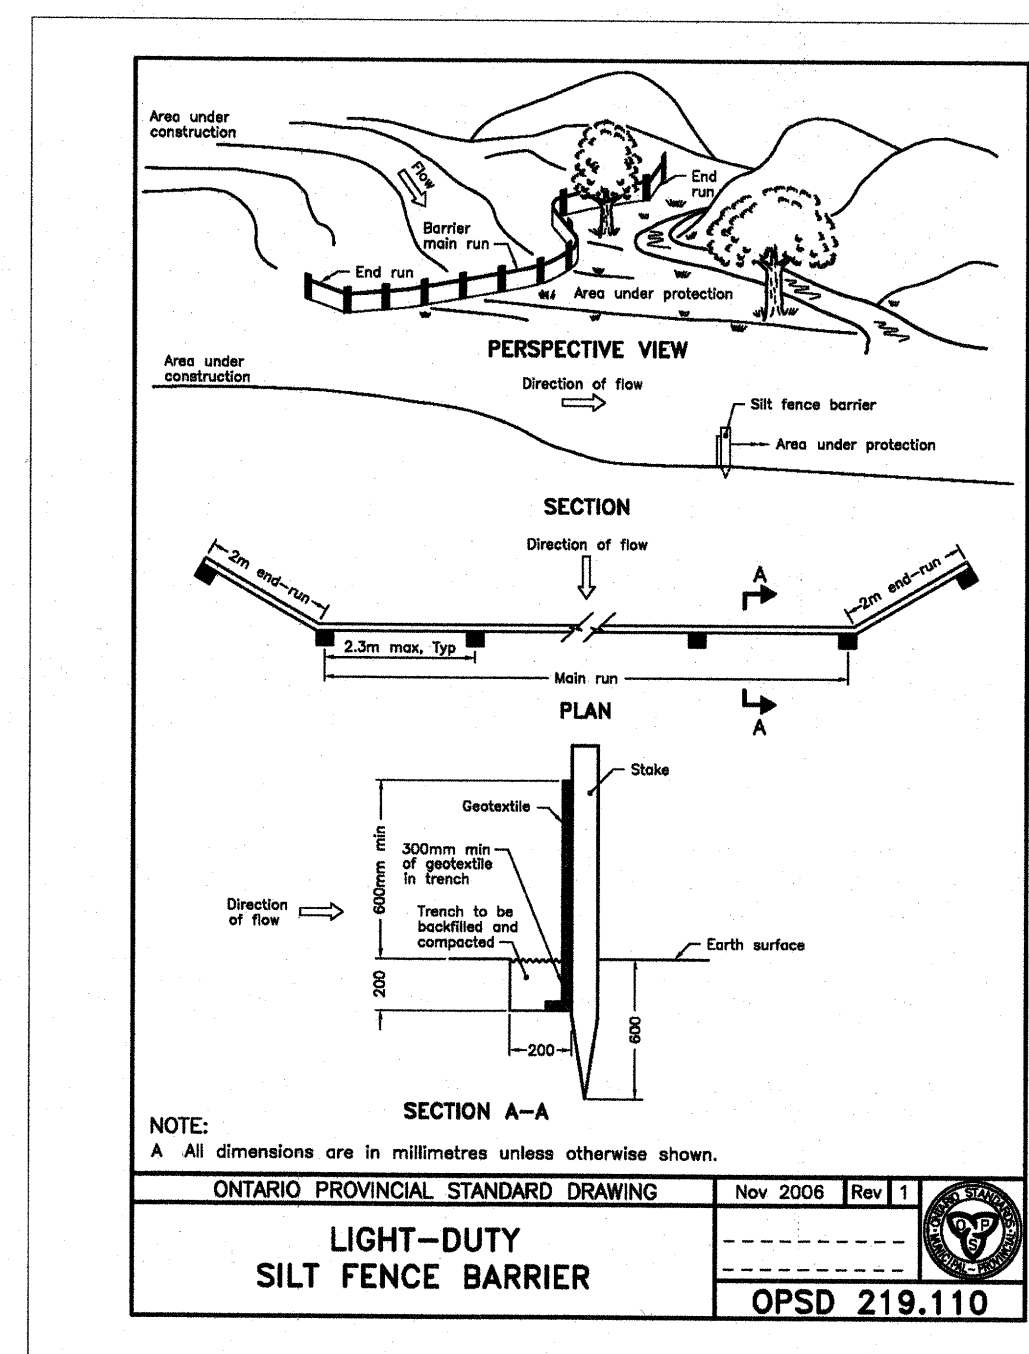 Area under
construction
Flow
End
run
Barrier
main run
End run
Area under protection
PERSPECTIVE VIEW
Area under
construction
Direction of flow
Silt fence barrier
Area under protection
SECTION
Direction of flow
2m end-run
A
2m end-run
2.3m max, Typ
Main run
PLAN
A
Stake
Geotextile
600mm min
300mm min
of geotextile
in trench
Direction
of flow
Trench to be
backfilled and
compacted
Earth surface
200
600
200
SECTION A-A
NOTE:
A All dimensions are in millimetres unless otherwise shown.
ONTARIO PROVINCIAL STANDARD DRAWING
Nov 2006 Rev 1
LIGHT-DUTY
SILT FENCE BARRIER
ONTARIO STANDARDS
MUNICIPAL - PROVINCIAL
O P
S
OPSD 219.110